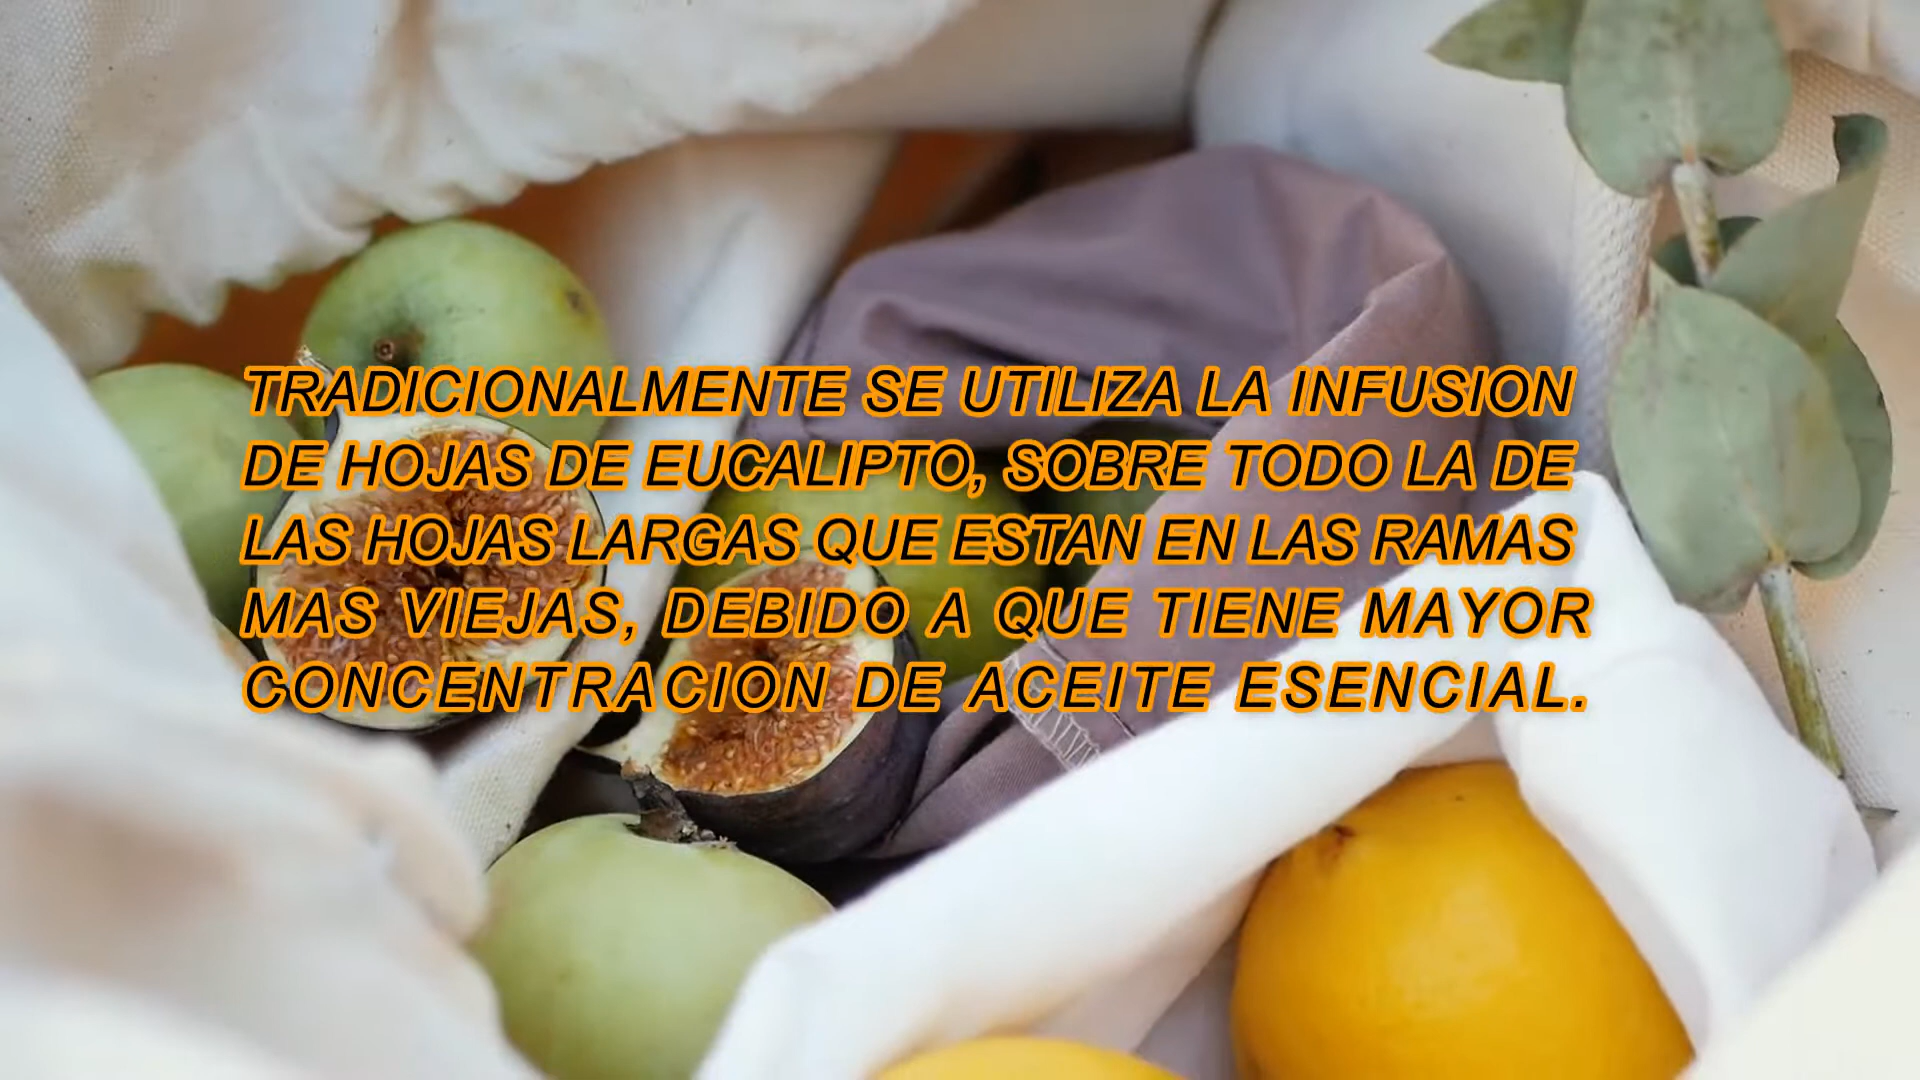 TRADICIONALMENTE SE UTILIZA LA INFUSION
DE HOJAS DE EUCALIPTO, SOBRE TODO LA DE
LAS HOJAS LARGAS QUE ESTAN EN LAS RAMAS
MAS VIEJAS, DEBIDO A QUE TIENE MAYOR
CONCENTRACION DE ACEITE ESENCIAL.